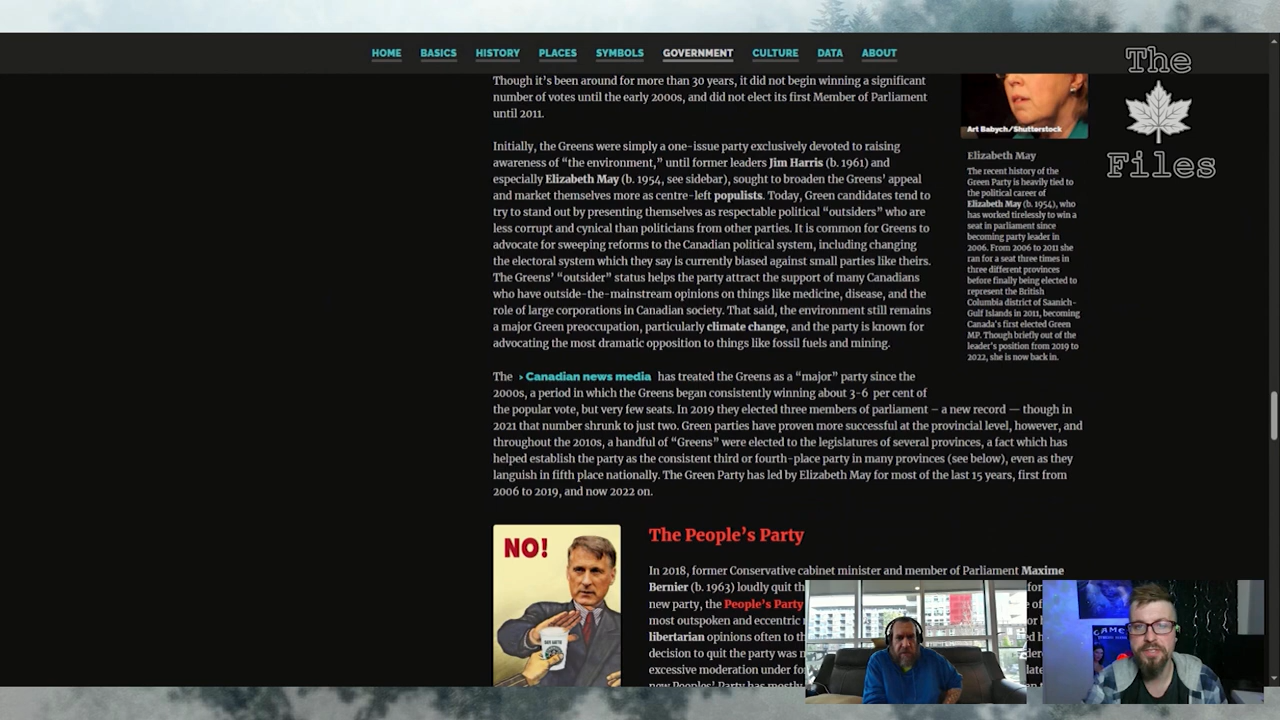 HOME BASICS HISTORY PLACES SYMBOLS GOVERNMENT CULTURE DATA ABOUT
The
Files
Though it's been around for more than 30 years, it did not begin winning a significant
number of votes until the early 2000s, and did not elect its first Member of Parliament
until 2011.
Initially, the Greens were simply a one-issue party exclusively devoted to raising
awareness of “the environment,” until former leaders Jim Harris (b. 1961) and
especially Elizabeth May (b. 1954, see sidebar), sought to broaden the Greens’ appeal
and market themselves more as centre-left populists. Today, Green candidates tend to
try to stand out by presenting themselves as respectable political “outsiders” who are
less corrupt and cynical than politicians from other parties. It is common for Greens to
advocate for sweeping reforms to the Canadian political system, including changing
the electoral system which they say is currently biased against small parties like theirs.
The Greens’ “outsider” status helps the party attract the support of many Canadians
who have outside-the-mainstream opinions on things like medicine, disease, and the
role of large corporations in Canadian society. That said, the environment still remains
a major Green preoccupation, particularly climate change, and the party is known for
advocating the most dramatic opposition to things like fossil fuels and mining.
Art Babych/Shutterstock
Elizabeth May
The recent history of the
Green Party is heavily tied to
the political career of
Elizabeth May (b. 1954), who
has worked tirelessly to win a
seat in parliament since
becoming party leader in
2006. From 2006 to 2011 she
ran for a seat three times in
three different provinces
before finally being elected to
represent the British
Columbia district of Saanich-
Gulf Islands in 2011, becoming
Canada's first elected Green
MP. Though briefly out of the
leader's position from 2019 to
2022, she is now back in.
The › Canadian news media has treated the Greens as a “major” party since the
2000s, a period in which the Greens began consistently winning about 3-6 per cent of
the popular vote, but very few seats. In 2019 they elected three members of parliament – a new record — though in
2021 that number shrunk to just two. Green parties have proven more successful at the provincial level, however, and
throughout the 2010s, a handful of “Greens” were elected to the legislatures of several provinces, a fact which has
helped establish the party as the consistent third or fourth-place party in many provinces (see below), even as they
languish in fifth place nationally. The Green Party has led by Elizabeth May for most of the last 15 years, first from
2006 to 2019, and now 2022 on.
NO!
The People’s Party
In 2018, former Conservative cabinet minister and member of Parliament Maxime
Bernier (b. 1963) loudly quit th
new party, the People's Party
most outspoken and eccentric
libertarian opinions often to th
decision to quit the party was
excessive moderation under fo
new Peoples' Party has mostly
GAME